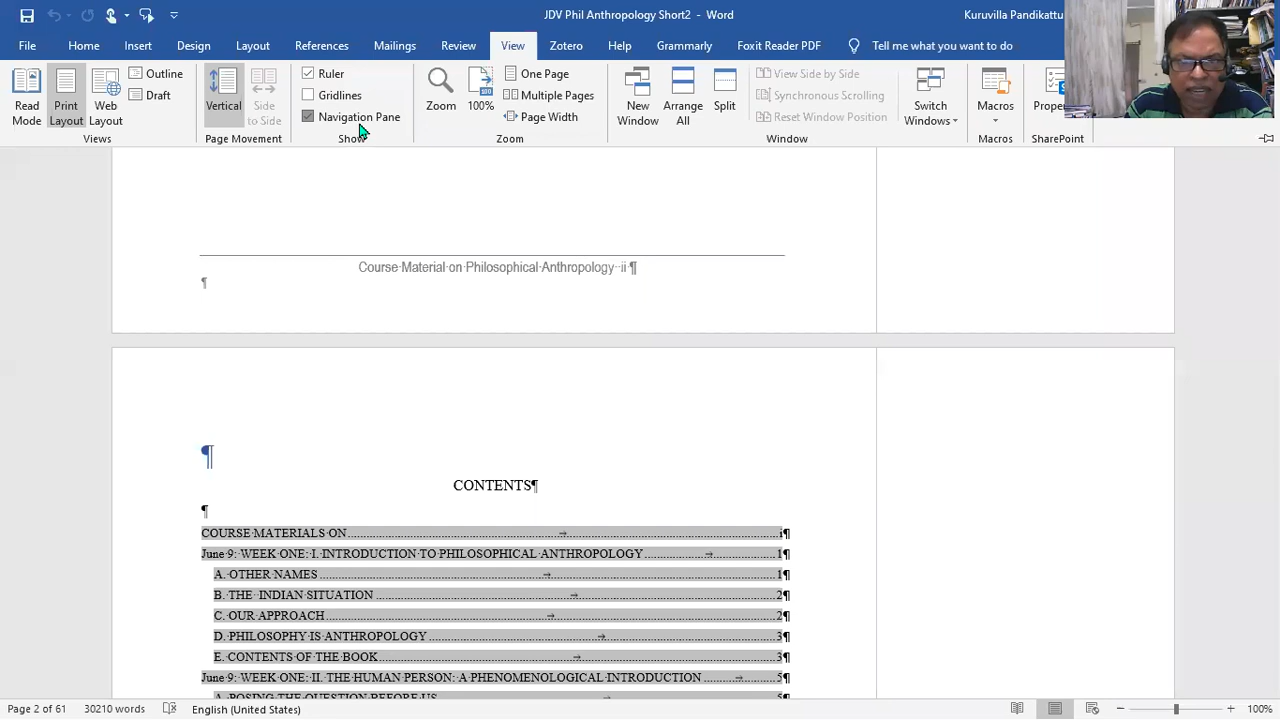 JDV Phil Anthropology Short2 - Word
Kuruvilla Pandikattu
File Home Insert Design Layout References Mailings Review View Zotero Help Grammarly Foxit Reader PDF Tell me what you want to do
Read Mode
Print Layout
Web Layout
Outline
Draft
Views
Vertical
Side to Side
Page Movement
Ruler
Gridlines
Navigation Pane
Show
Zoom
100%
One Page
Multiple Pages
Page Width
Zoom
New Window
Arrange All
Split
View Side by Side
Synchronous Scrolling
Reset Window Position
Window
Switch Windows
Macros
Macros
SharePoint
Course Material on Philosophical Anthropology ii ¶
¶
¶
CONTENTS¶
¶
COURSE MATERIALS ON → i¶
June 9: WEEK ONE: I. INTRODUCTION TO PHILOSOPHICAL ANTHROPOLOGY → 1¶
A. OTHER NAMES → 1¶
B. THE INDIAN SITUATION → 2¶
C. OUR APPROACH → 2¶
D. PHILOSOPHY IS ANTHROPOLOGY → 3¶
E. CONTENTS OF THE BOOK → 3¶
June 9: WEEK ONE: II. THE HUMAN PERSON: A PHENOMENOLOGICAL INTRODUCTION → 5¶
A. POSING THE QUESTION BEFORE US → 5¶
Page 2 of 61 30210 words English (United States) 100%